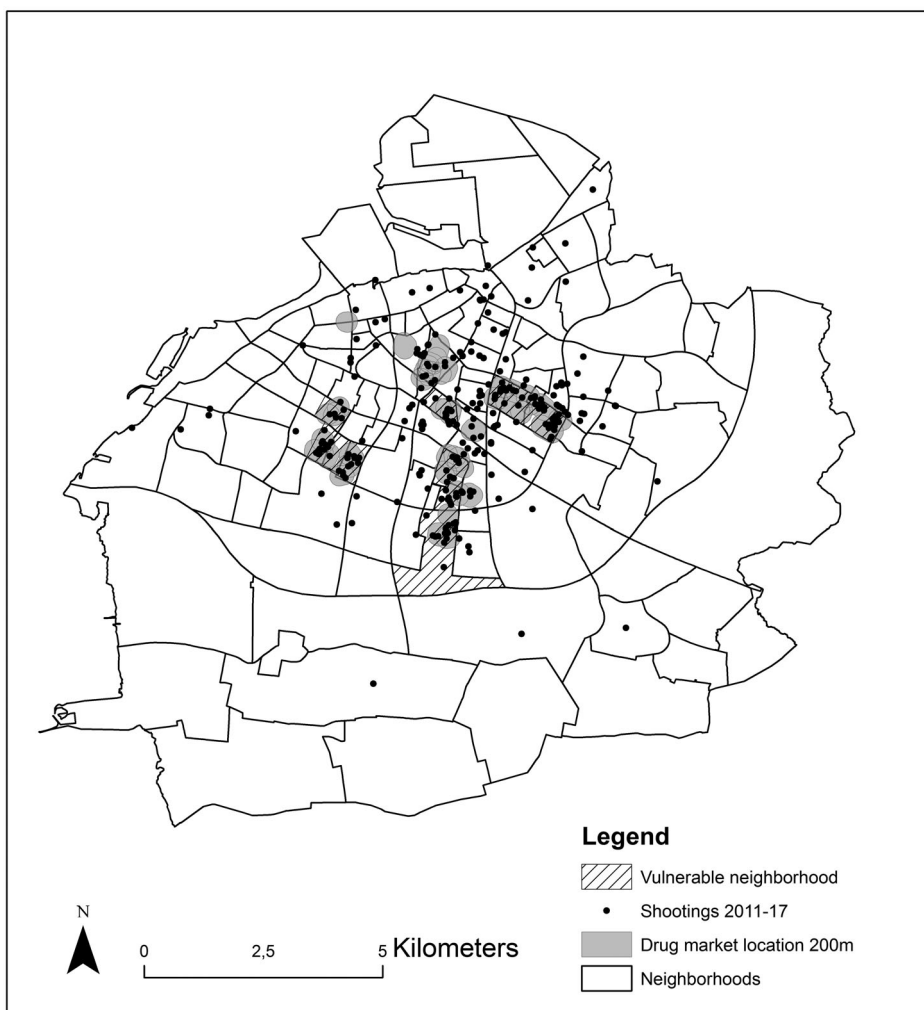 Legend
Vulnerable neighborhood
Shootings 2011-17
Drug market location 200m
Neighborhoods
N
0 2,5 5 Kilometers